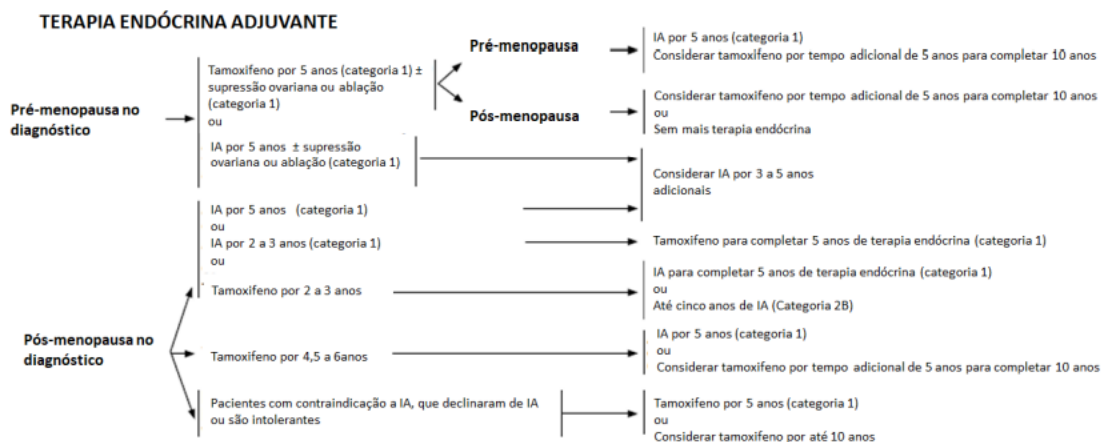 TERAPIA ENDÓCRINA ADJUVANTE
Pré-menopausa no
diagnóstico
Tamoxifeno por 5 anos (categoria 1) ±
supressão ovariana ou ablação
(categoria 1)
ou
IA por 5 anos ± supressão
ovariana ou ablação (categoria 1)
Pré-menopausa
IA por 5 anos (categoria 1)
Considerar tamoxifeno por tempo adicional de 5 anos para completar 10 anos
Pós-menopausa
Considerar tamoxifeno por tempo adicional de 5 anos para completar 10 anos
ou
Sem mais terapia endócrina
Considerar IA por 3 a 5 anos
adicionais
Pós-menopausa no
diagnóstico
IA por 5 anos (categoria 1)
ou
IA por 2 a 3 anos (categoria 1)
ou
Tamoxifeno por 2 a 3 anos
Tamoxifeno para completar 5 anos de terapia endócrina (categoria 1)
IA para completar 5 anos de terapia endócrina (categoria 1)
ou
Até cinco anos de IA (Categoria 2B)
Tamoxifeno por 4,5 a 6anos
IA por 5 anos (categoria 1)
ou
Considerar tamoxifeno por tempo adicional de 5 anos para completar 10 anos
Pacientes com contraindicação a IA, que declinaram de IA
ou são intolerantes
Tamoxifeno por 5 anos (categoria 1)
ou
Considerar tamoxifeno por até 10 anos